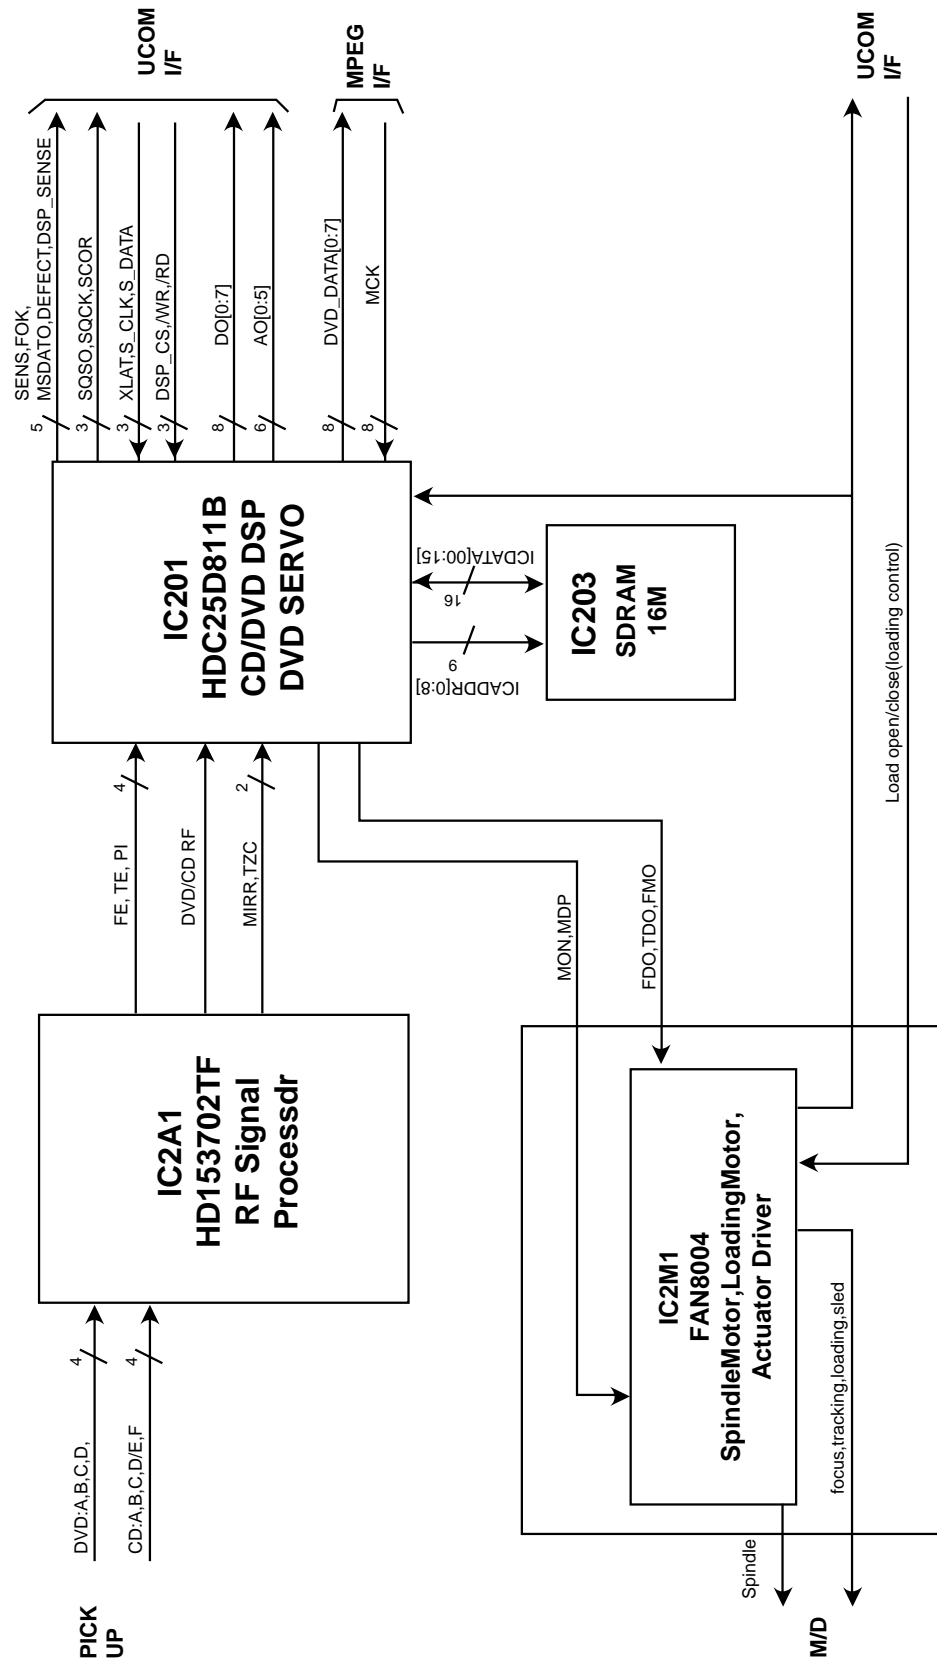 PICK
UP
DVD:A,B,C,D,
4
CD:A,B,C,D/E,F
4
IC2A1
HD153702TF
RF Signal
Processdr
FE, TE, PI
4
DVD/CD RF
MIRR,TZC
2
IC201
HDC25D811B
CD/DVD DSP
DVD SERVO
SENS,FOK,
MSDATO,DEFECT,DSP_SENSE
5
SQSO,SQCK,SCOR
3
XLAT,S_CLK,S_DATA
3
DSP_CS,/WR,/RD
3
DO[0:7]
8
AO[0:5]
6
UCOM
I/F
DVD_DATA[0:7]
8
MCK
8
MPEG
I/F
ICADDR[0:8]
9
ICDATA[00:15]
16
IC203
SDRAM
16M
MON,MDP
FDO,TDO,FMO
IC2M1
FAN8004
SpindleMotor,LoadingMotor,
Actuator Driver
Spindle
focus,tracking,loading,sled
M/D
Load open/close(loading control)
UCOM
I/F